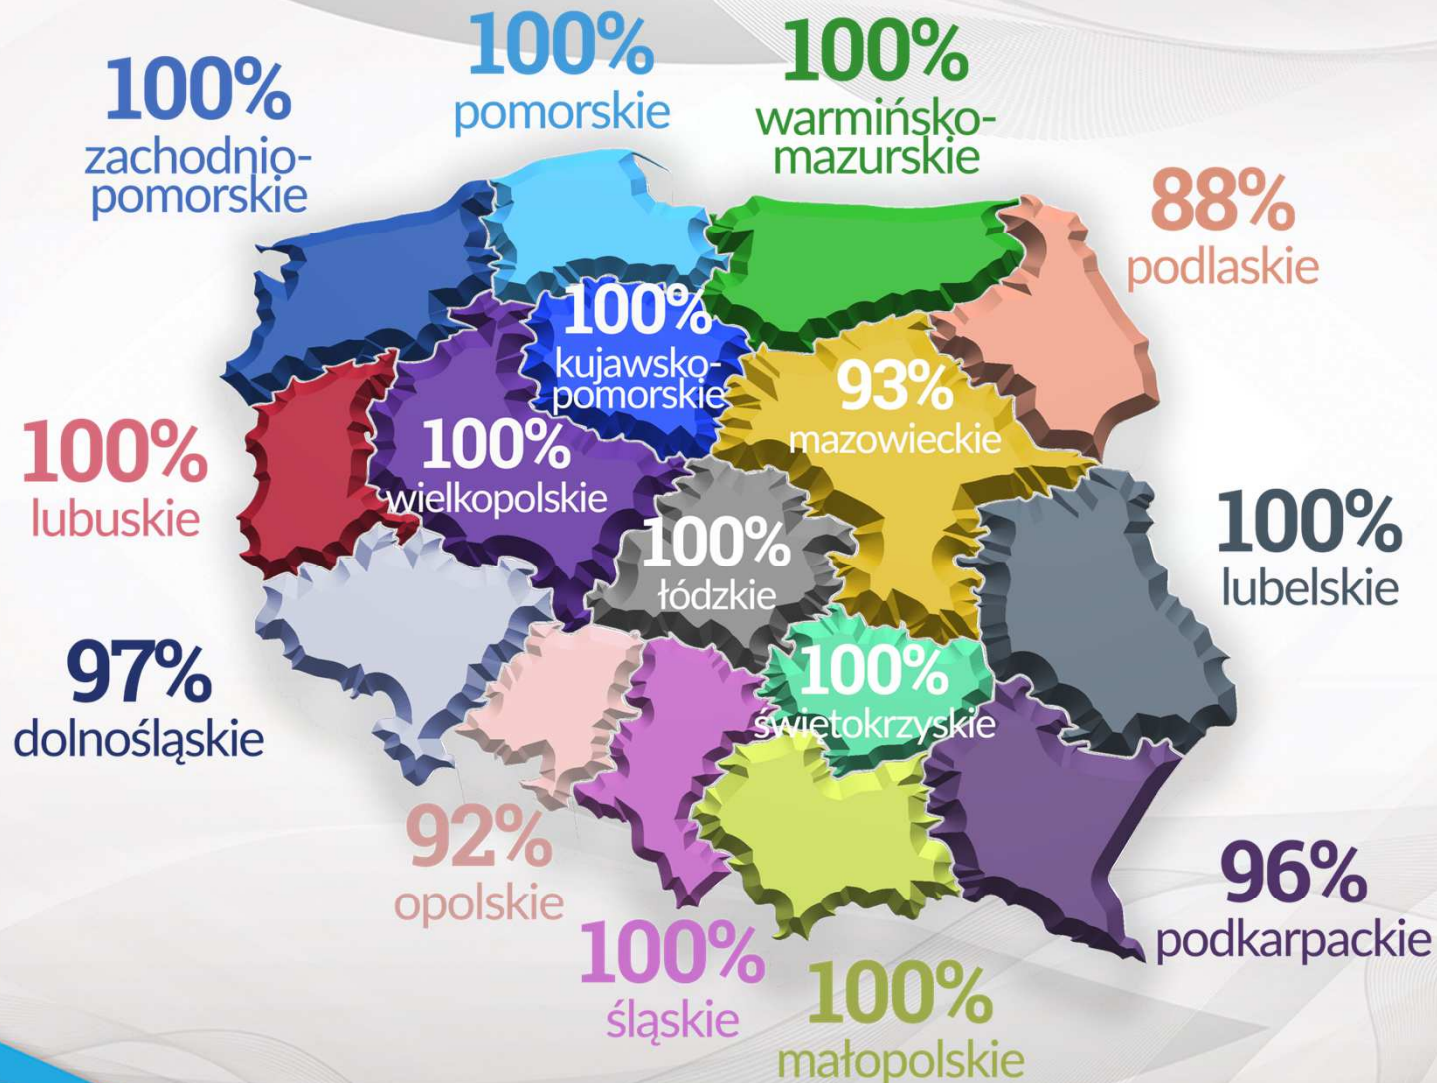 100%
pomorskie
100%
warmińsko-
mazurskie
100%
zachodnio-
pomorskie
88%
podlaskie
100%
kujawsko-
pomorskie
93%
mazowieckie
100%
lubuskie
100%
wielkopolskie
100%
łódzkie
100%
lubelskie
97%
dolnośląskie
100%
świętokrzyskie
92%
opolskie
96%
podkarpackie
100%
śląskie
100%
małopolskie